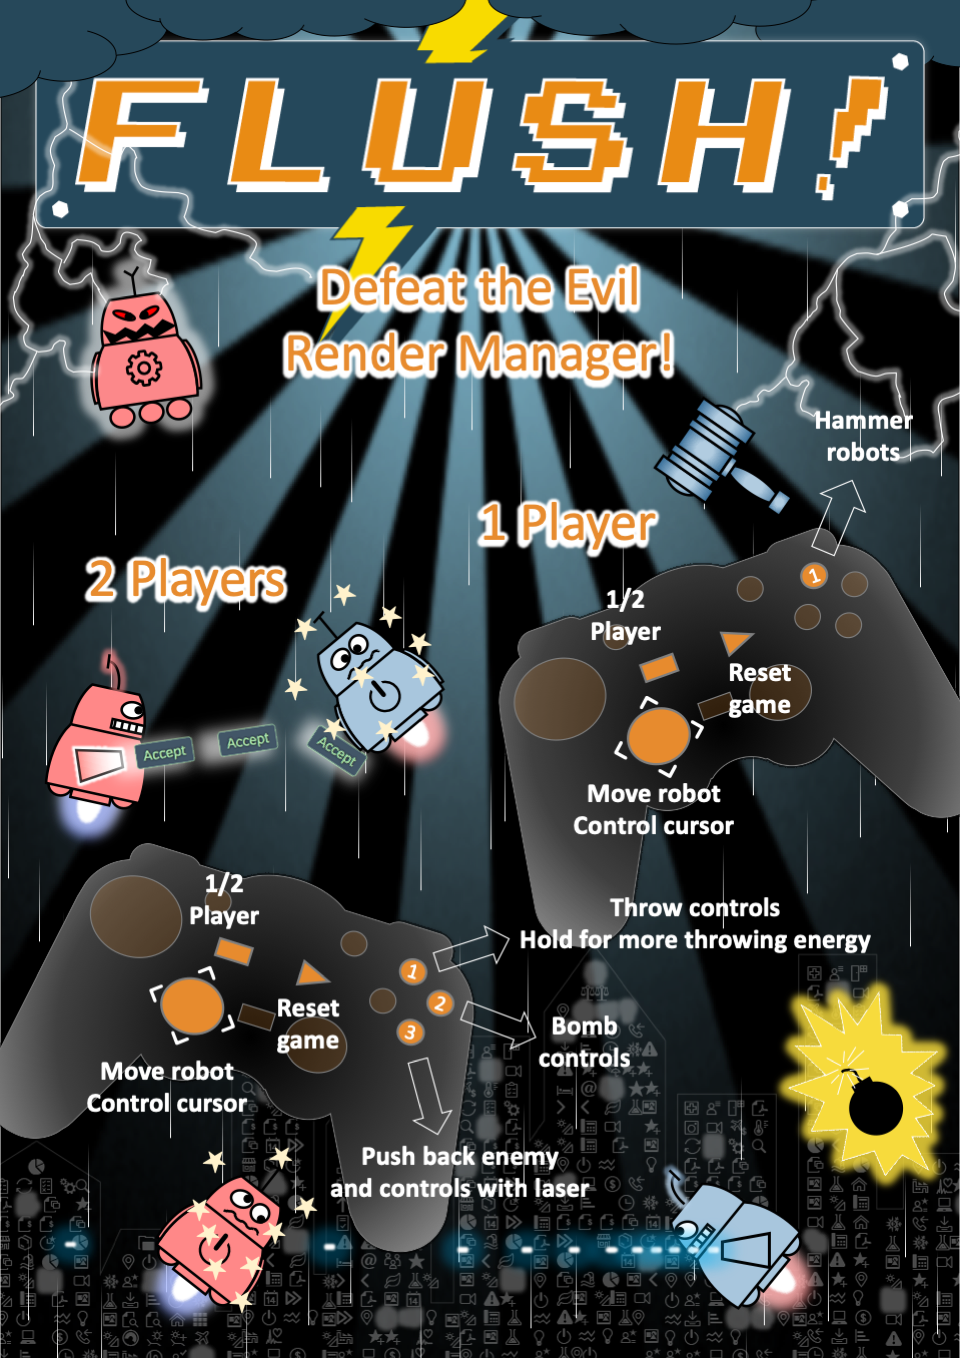 FLUSH!
Defeat the Evil
Render Manager!
Hammer
robots
1 Player
1
1/2
Player
Reset
game
Move robot
Control cursor
2 Players
Accept
Accept
Accept
1/2
Player
Reset
game
Move robot
Control cursor
1
2
3
Throw controls
Hold for more throwing energy
Bomb
controls
Push back enemy
and controls with laser